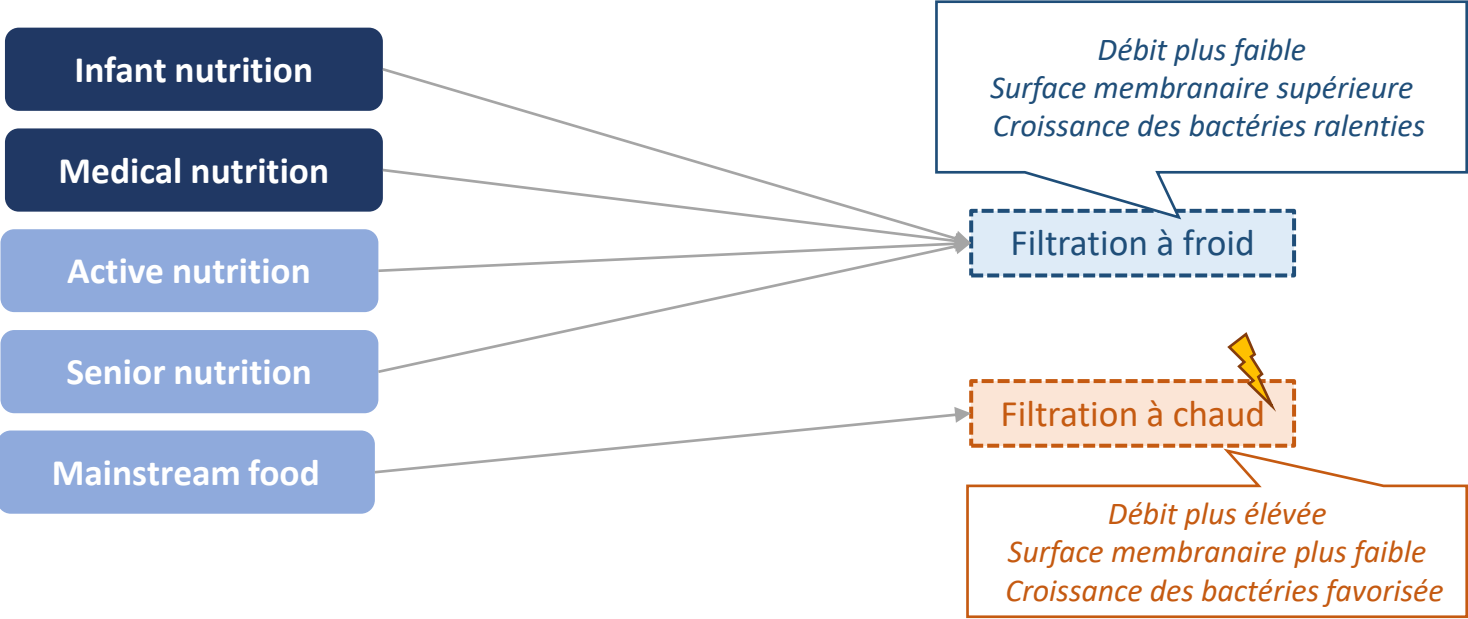 Infant nutrition
Medical nutrition
Active nutrition
Senior nutrition
Mainstream food
Débit plus faible
Surface membranaire supérieure
Croissance des bactéries ralenties
Filtration à froid
Filtration à chaud
Débit plus élévée
Surface membranaire plus faible
Croissance des bactéries favorisée